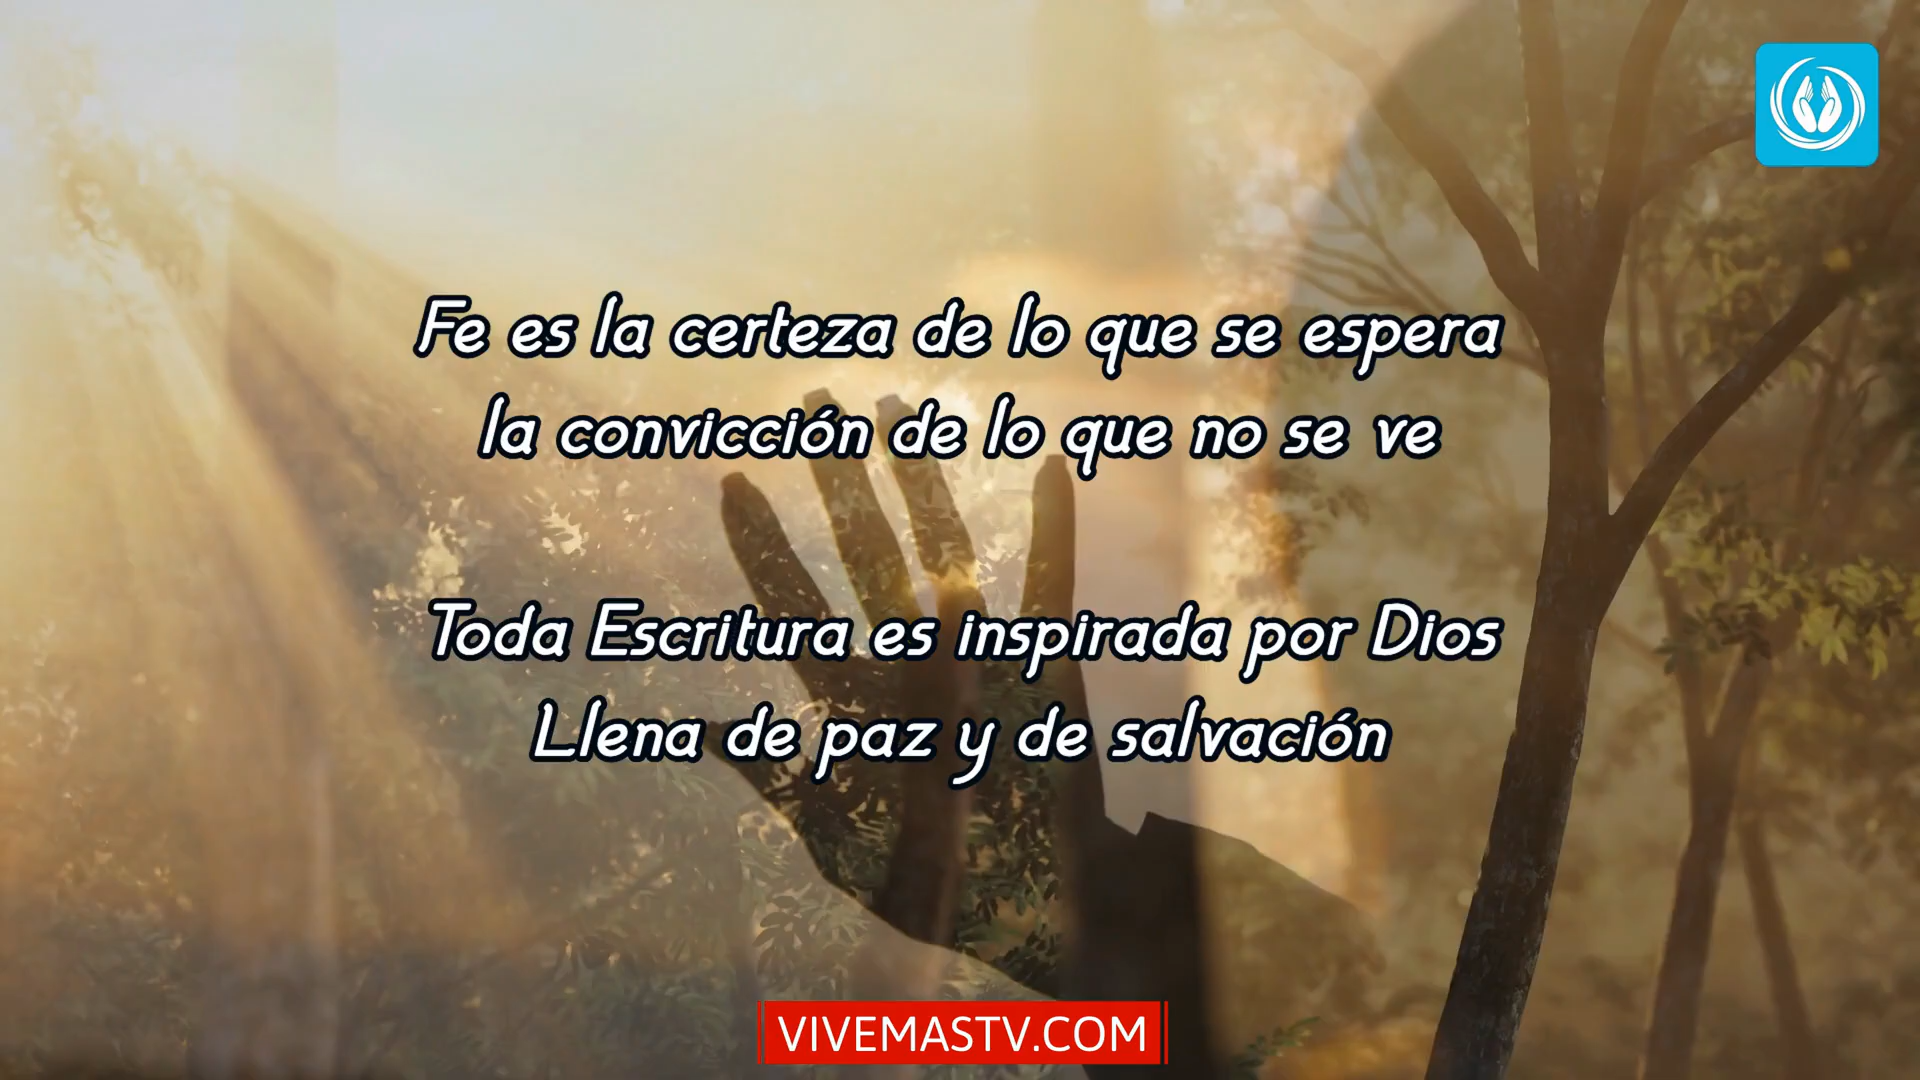 Fe es la certeza de lo que se espera
la convicción de lo que no se ve
Toda Escritura es inspirada por Dios
Llena de paz y de salvación
VIVEMASTV.COM